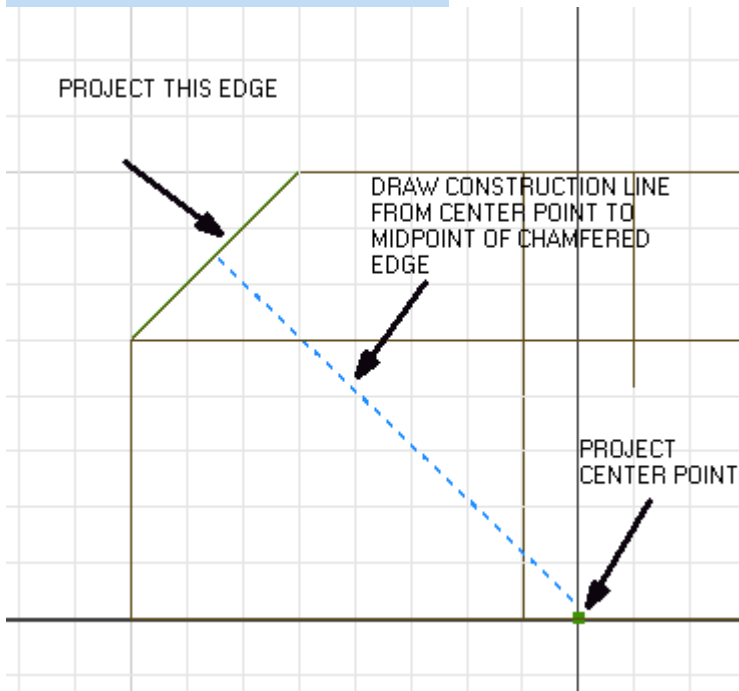 PROJECT THIS EDGE
DRAW CONSTRUCTION LINE
FROM CENTER POINT TO
MIDPOINT OF CHAMFERED
EDGE
PROJECT
CENTER POINT